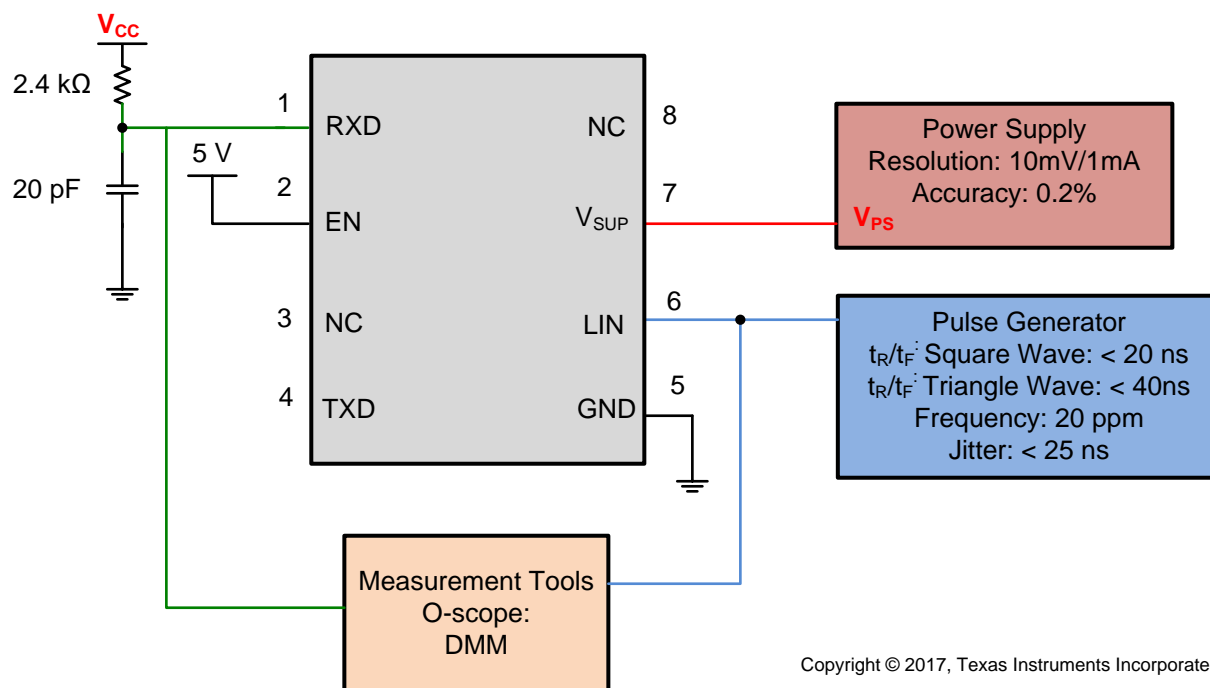 VCC
2.4 kΩ
20 pF
5 V
1
RXD
2
EN
3
NC
4
TXD
NC
8
VSUP
7
LIN
6
GND
5
Power Supply
Resolution: 10mV/1mA
Accuracy: 0.2%
VPS
Pulse Generator
tR/tF: Square Wave: < 20 ns
tR/tF: Triangle Wave: < 40ns
Frequency: 20 ppm
Jitter: < 25 ns
Measurement Tools
O-scope:
DMM
Copyright © 2017, Texas Instruments Incorporate